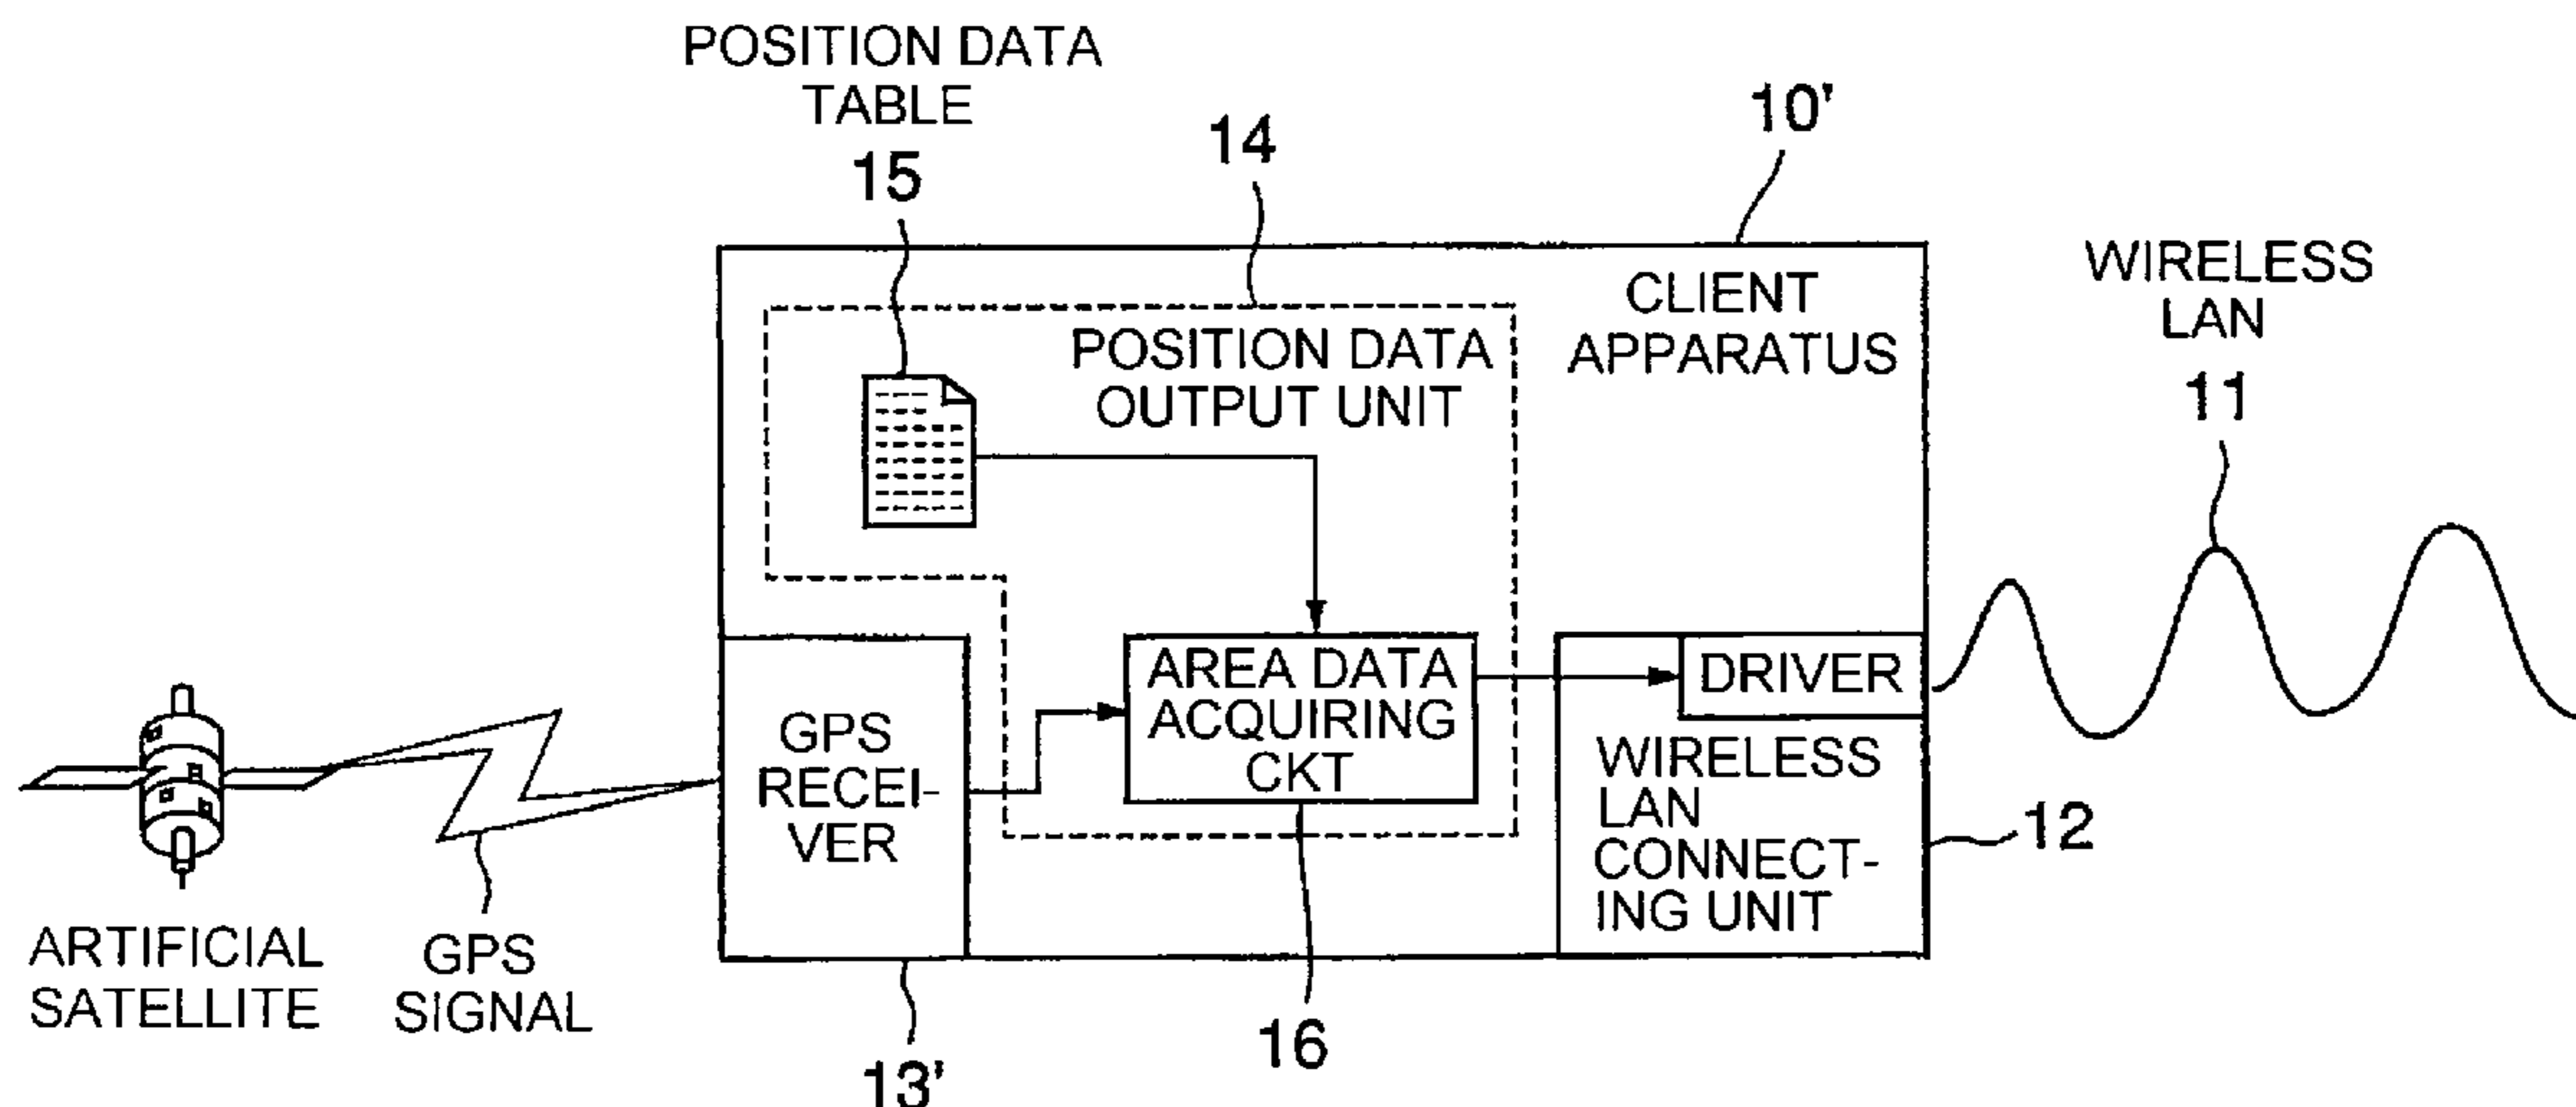 POSITION DATA
TABLE
15
14
10'
CLIENT
APPARATUS
WIRELESS
LAN
11
POSITION DATA
OUTPUT UNIT
AREA DATA
ACQUIRING
CKT
DRIVER
GPS
RECEI-
VER
WIRELESS
LAN
CONNECT-
ING UNIT
12
ARTIFICIAL
SATELLITE
GPS
SIGNAL
13'
16